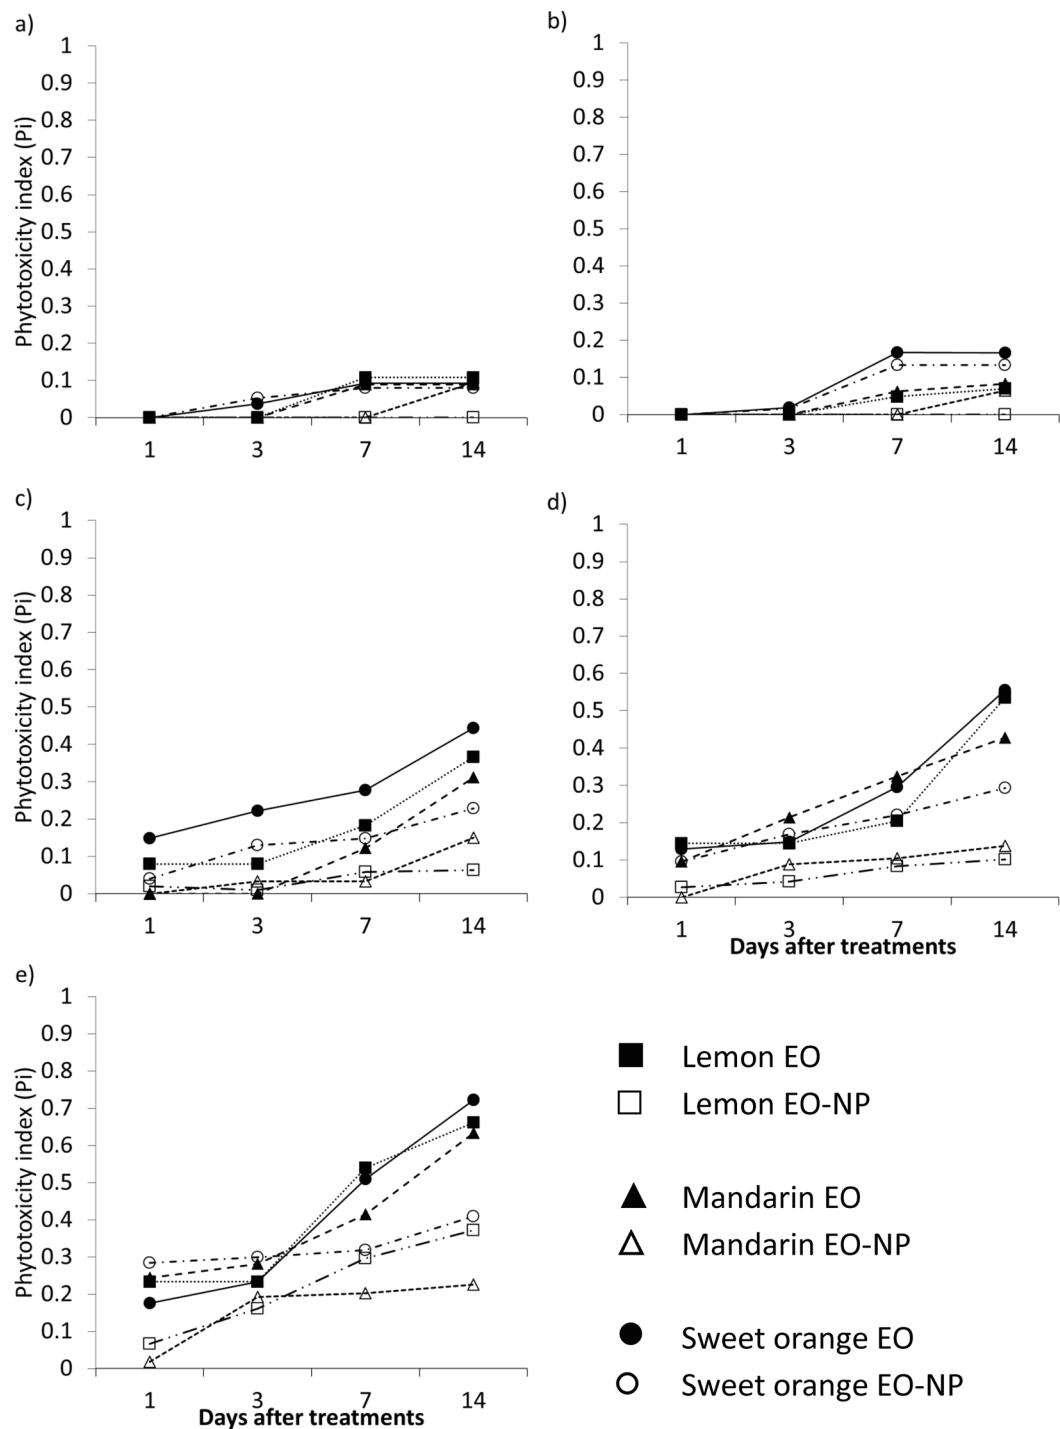 a)
Phytotoxicity index (Pi)
1
0.9
0.8
0.7
0.6
0.5
0.4
0.3
0.2
0.1
0
1 3 7 14
b)
1
0.9
0.8
0.7
0.6
0.5
0.4
0.3
0.2
0.1
0
1 3 7 14
c)
Phytotoxicity index (Pi)
1
0.9
0.8
0.7
0.6
0.5
0.4
0.3
0.2
0.1
0
1 3 7 14
d)
1
0.9
0.8
0.7
0.6
0.5
0.4
0.3
0.2
0.1
0
1 3 7 14
Days after treatments
e)
Phytotoxicity index (Pi)
1
0.9
0.8
0.7
0.6
0.5
0.4
0.3
0.2
0.1
0
1 3 7 14
Days after treatments
Lemon EO
Lemon EO-NP
Mandarin EO
Mandarin EO-NP
Sweet orange EO
Sweet orange EO-NP